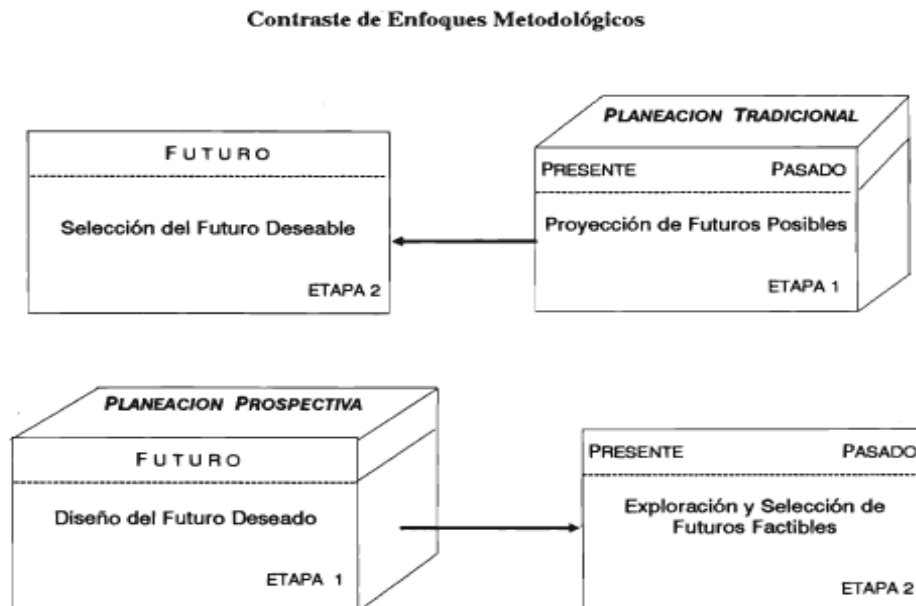 Contraste de Enfoques Metodológicos
PLANEACION TRADICIONAL
FUTURO
PRESENTE PASADO
Selección del Futuro Deseable
Proyección de Futuros Posibles
ETAPA 2
ETAPA 1
PLANEACION PROSPECTIVA
FUTURO
PRESENTE PASADO
Diseño del Futuro Deseado
Exploración y Selección de
Futuros Factibles
ETAPA 1
ETAPA 2